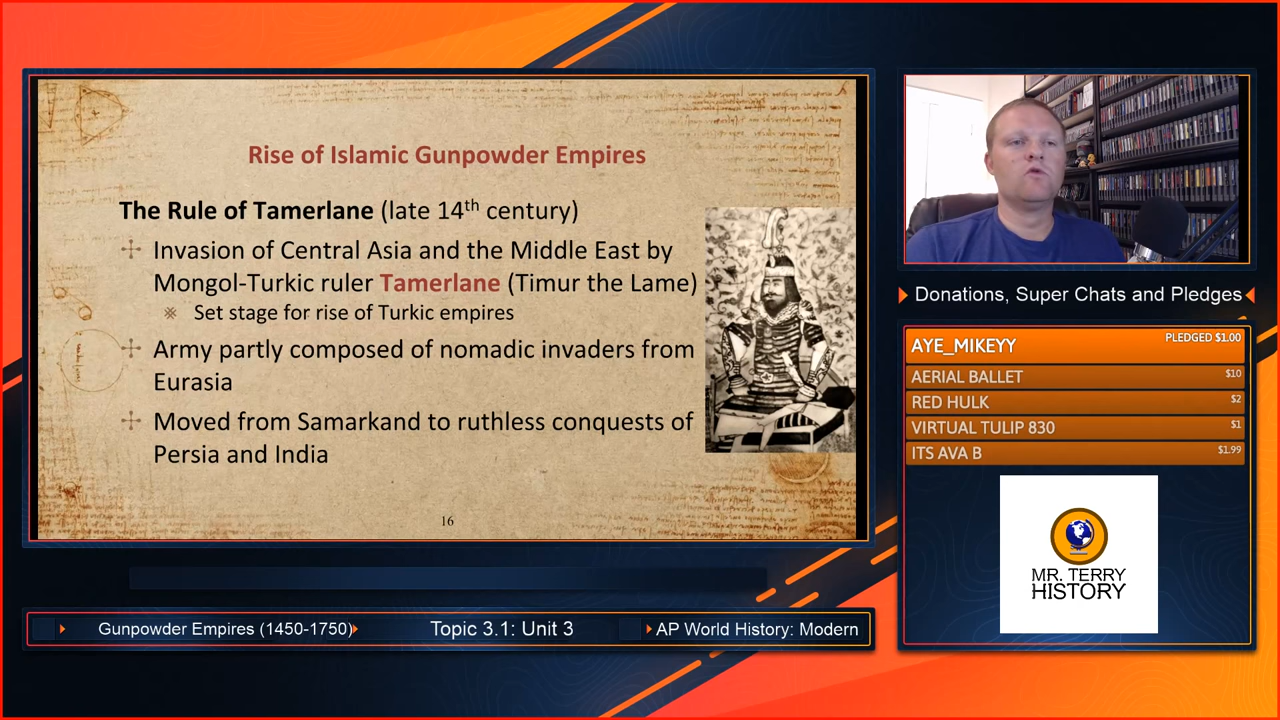 Rise of Islamic Gunpowder Empires
The Rule of Tamerlane (late 14th century)
Invasion of Central Asia and the Middle East by
Mongol-Turkic ruler Tamerlane (Timur the Lame)
Set stage for rise of Turkic empires
Army partly composed of nomadic invaders from
Eurasia
Moved from Samarkand to ruthless conquests of
Persia and India
16
Donations, Super Chats and Pledges
AYE_MIKEYY PLEDGED $1.00
AERIAL BALLET $10
RED HULK $2
VIRTUAL TULIP 830 $1
ITS AVA B $1.99
MR. TERRY
HISTORY
Gunpowder Empires (1450-1750) Topic 3.1: Unit 3 AP World History: Modern